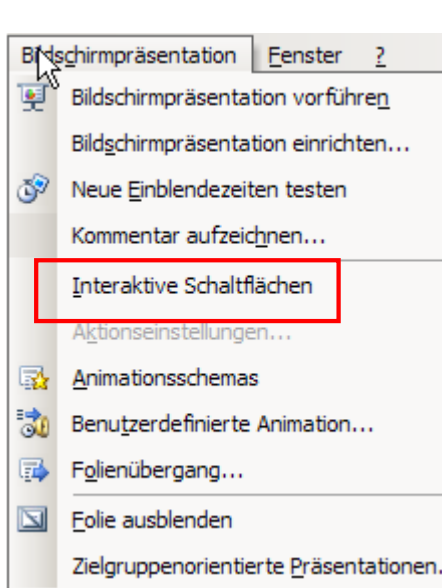 Bildschirmpräsentation Fenster ?
Bildschirmpräsentation vorführen
Bildschirmpräsentation einrichten...
Neue Einblendezeiten testen
Kommentar aufzeichnen...
Interaktive Schaltflächen
Aktionseinstellungen...
Animationsschemas
Benutzerdefinierte Animation...
Folienübergang...
Folie ausblenden
Zielgruppenorientierte Präsentationen.